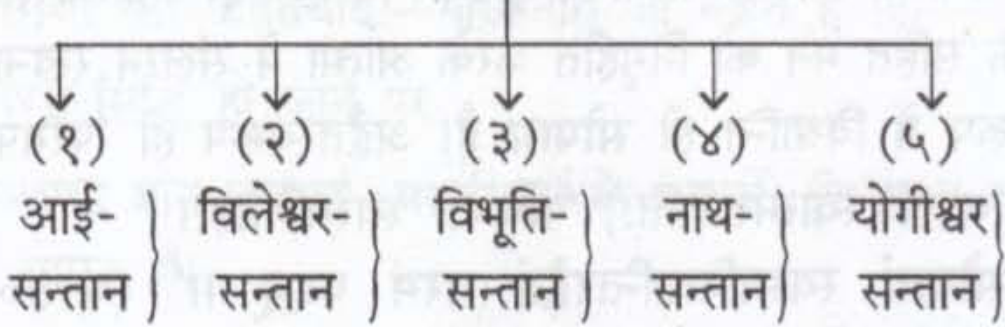 (१) (२) (३) (४) (५)
आई- विलेश्वर- विभूति- नाथ- योगीश्वर
सन्तान सन्तान सन्तान सन्तान सन्तान